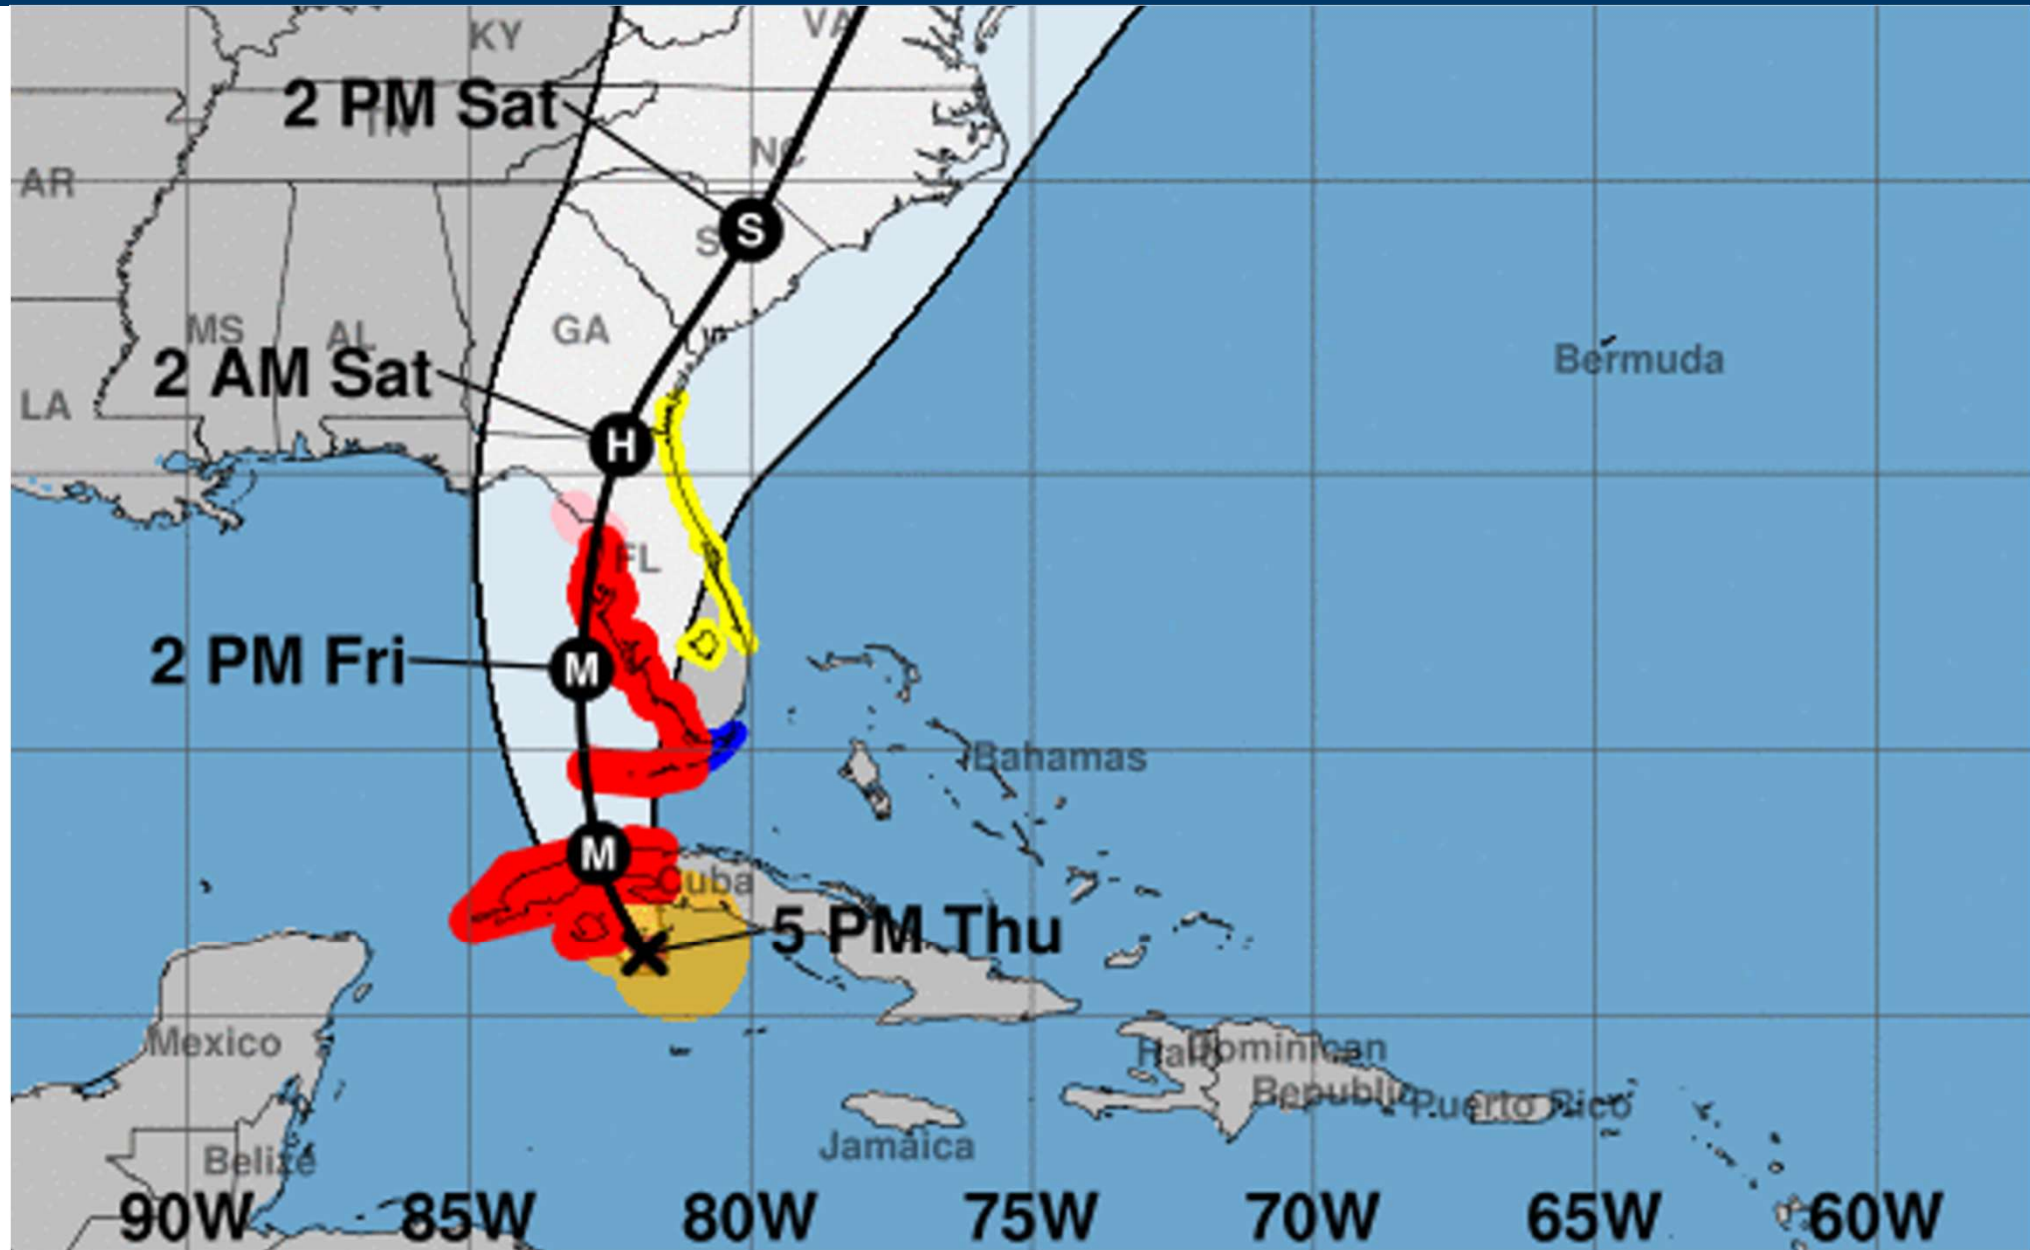 KY
VA
2 PM Sat
TN
NC
AR
S
S
GA
MS
AL
Bermuda
2 AM Sat
LA
H
FL
2 PM Fri
M
Bahamas
M
Cuba
5 PM Thu
Mexico
Haiti
Dominican
Republic
Puerto Rico
Jamaica
Belize
90W 85W 80W 75W 70W 65W 60W